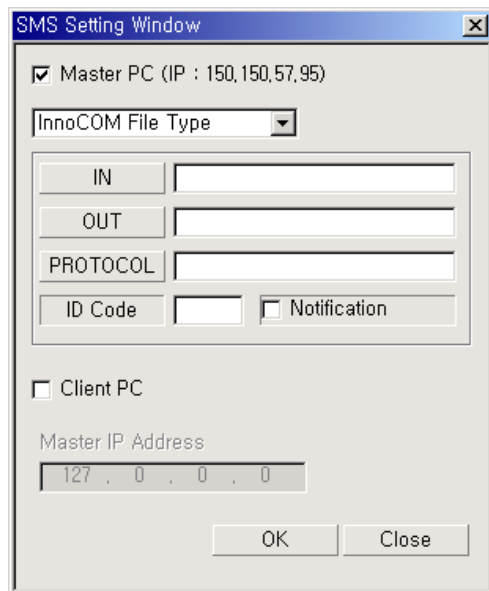 SMS Setting Window
Master PC (IP : 150,150,57,95)
InnoCOM File Type
IN
OUT
PROTOCOL
ID Code
Notification
Client PC
Master IP Address
127 . 0 . 0 . 0
OK Close